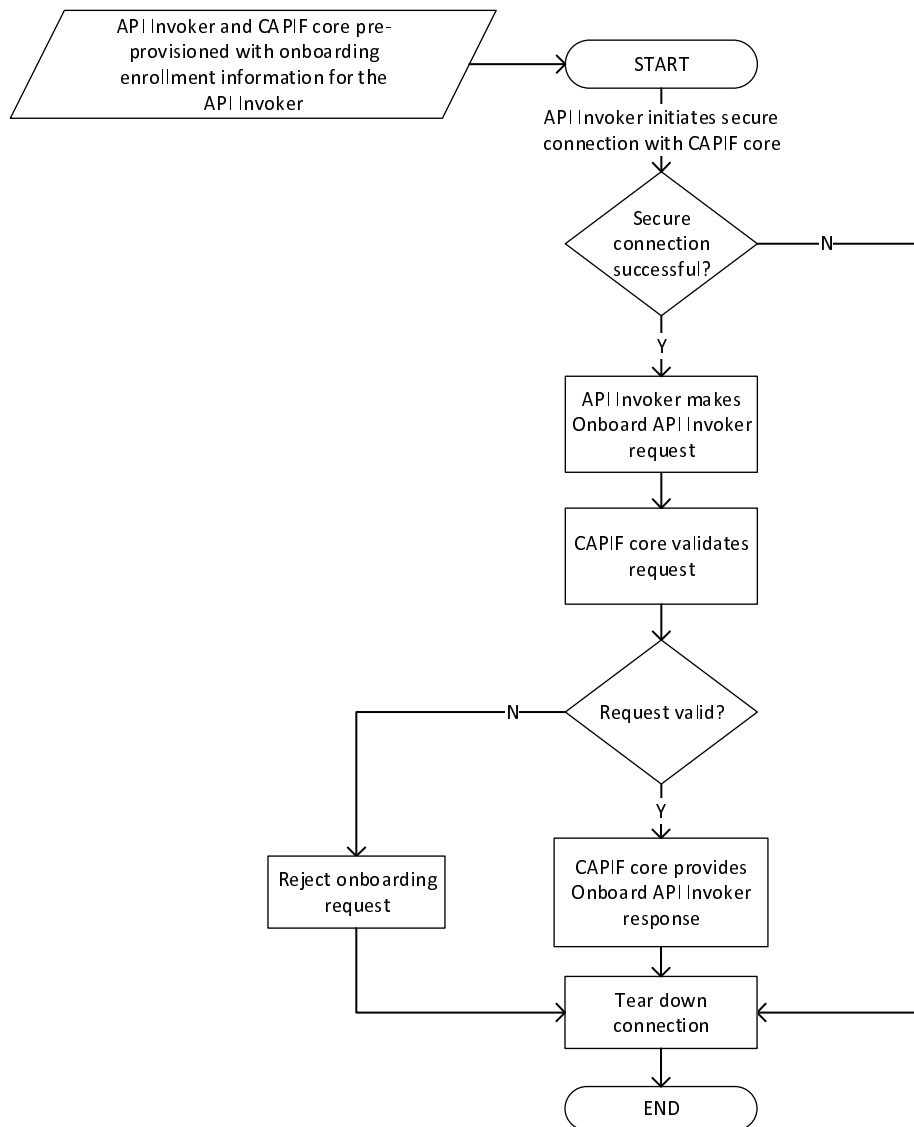 API Invoker and CAPIF core pre-
provisioned with onboarding
enrollment information for the
API Invoker
START
API Invoker initiates secure
connection with CAPIF core
Secure
connection
successful?
N
Y
API Invoker makes
Onboard API Invoker
request
CAPIF core validates
request
Request valid?
N
Y
Reject onboarding
request
CAPIF core provides
Onboard API Invoker
response
Tear down
connection
END